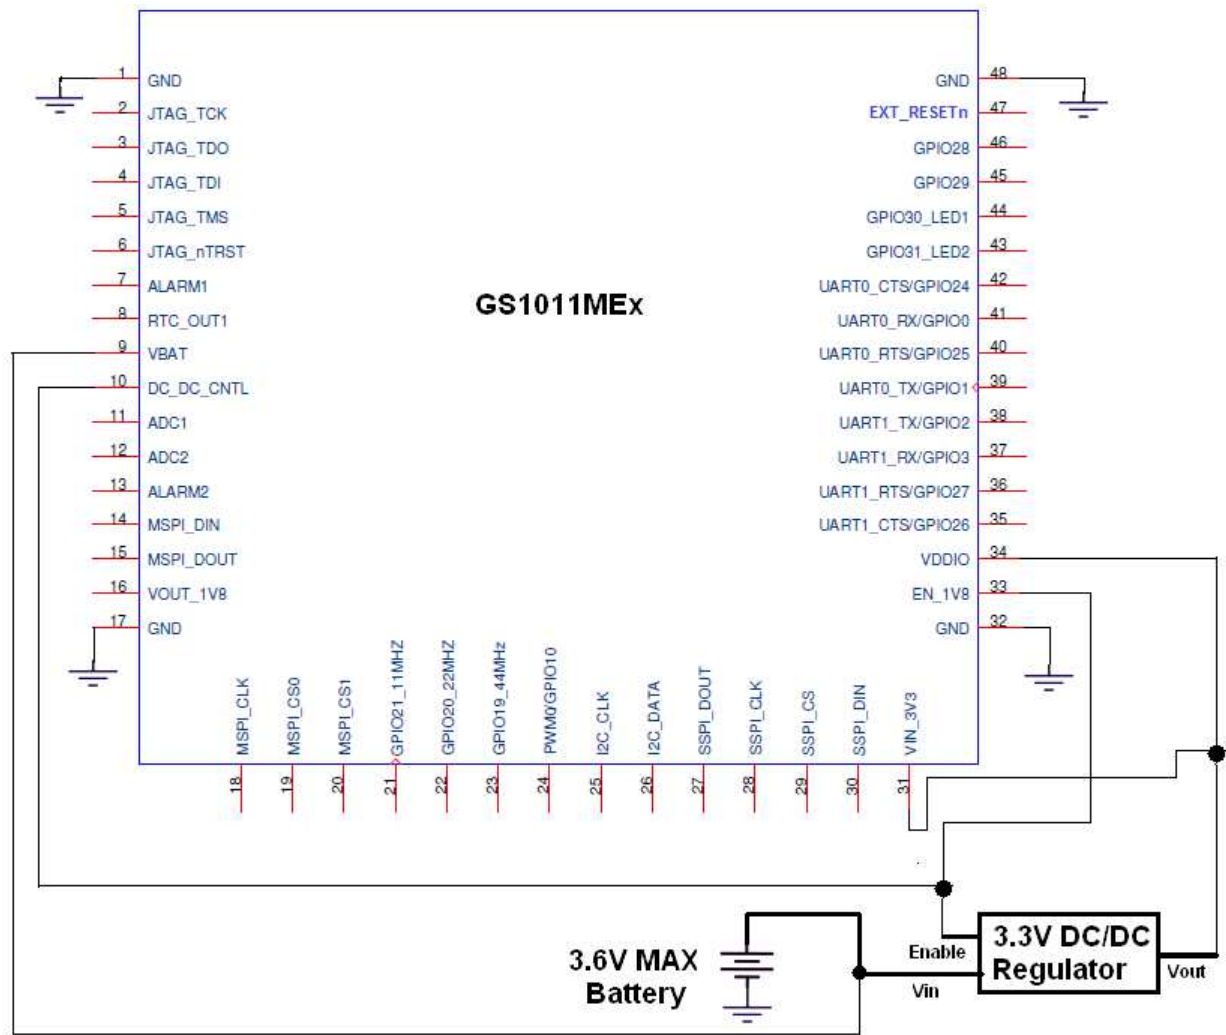 1 GND
2 JTAG_TCK
3 JTAG_TDO
4 JTAG_TDI
5 JTAG_TMS
6 JTAG_nTRST
7 ALARM1
8 RTC_OUT1
9 VBAT
10 DC_DC_CNTL
11 ADC1
12 ADC2
13 ALARM2
14 MSPI_DIN
15 MSPI_DOUT
16 VOUT_1V8
17 GND
GS1011MEx
GND 48
EXT_RESETn 47
GPIO28 46
GPIO29 45
GPIO30_LED1 44
GPIO31_LED2 43
UART0_CTS/GPIO24 42
UART0_RX/GPIO0 41
UART0_RTS/GPIO25 40
UART0_TX/GPIO1 39
UART1_TX/GPIO2 38
UART1_RX/GPIO3 37
UART1_RTS/GPIO27 36
UART1_CTS/GPIO26 35
VDDIO 34
EN_1V8 33
GND 32
MSPI_CLK 18
MSPI_CS0 19
MSPI_CS1 20
GPIO21_11MHZ 21
GPIO20_22MHZ 22
GPIO19_44MHz 23
PWM0/GPIO10 24
I2C_CLK 25
I2C_DATA 26
SSPI_DOUT 27
SSPI_CLK 28
SSPI_CS 29
SSPI_DIN 30
VIN_3V3 31
3.6V MAX
Battery
Enable
Vin
3.3V DC/DC
Regulator
Vout